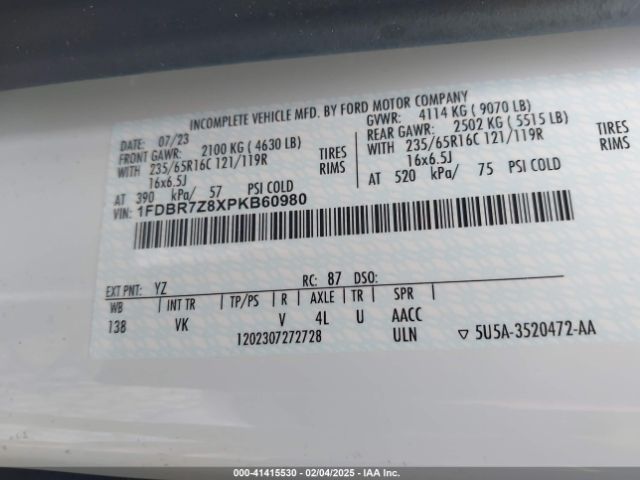 INCOMPLETE VEHICLE MFD. BY FORD MOTOR COMPANY
DATE: 07/23 GVWR: 4114 KG ( 9070 LB)
FRONT GAWR: 2100 KG ( 4630 LB) REAR GAWR: 2502 KG ( 5515 LB)
WITH 235/65R16C 121/119R TIRES WITH 235/65R16C 121/119R TIRES
16x6.5J RIMS 16x6.5J RIMS
AT 390 kPa/ 57 PSI COLD AT 520 kPa/ 75 PSI COLD
VIN: 1FDBR7Z8XPKB60980
EXT PNT: YZ RC: 87 DSO:
WB INT TR TP/PS R AXLE TR SPR
138 VK V 4L U AACC
1202307272728 ULN ▽ 5U5A-3520472-AA
TIRES
RIMS
000-41415530 - 02/04/2025 - IAAI.CA